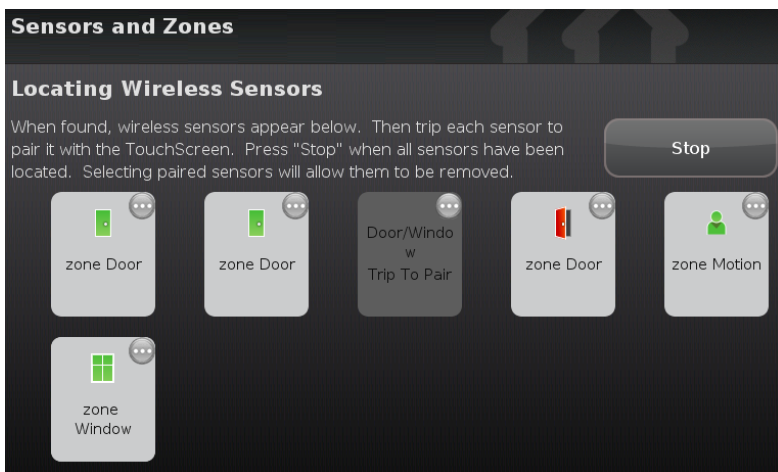 Sensors and Zones
Locating Wireless Sensors
When found, wireless sensors appear below.  Then trip each sensor to
pair it with the TouchScreen.  Press "Stop" when all sensors have been
located.  Selecting paired sensors will allow them to be removed.
Stop
zone Door
zone Door
Door/Windo
w
Trip To Pair
zone Door
zone Motion
zone
Window